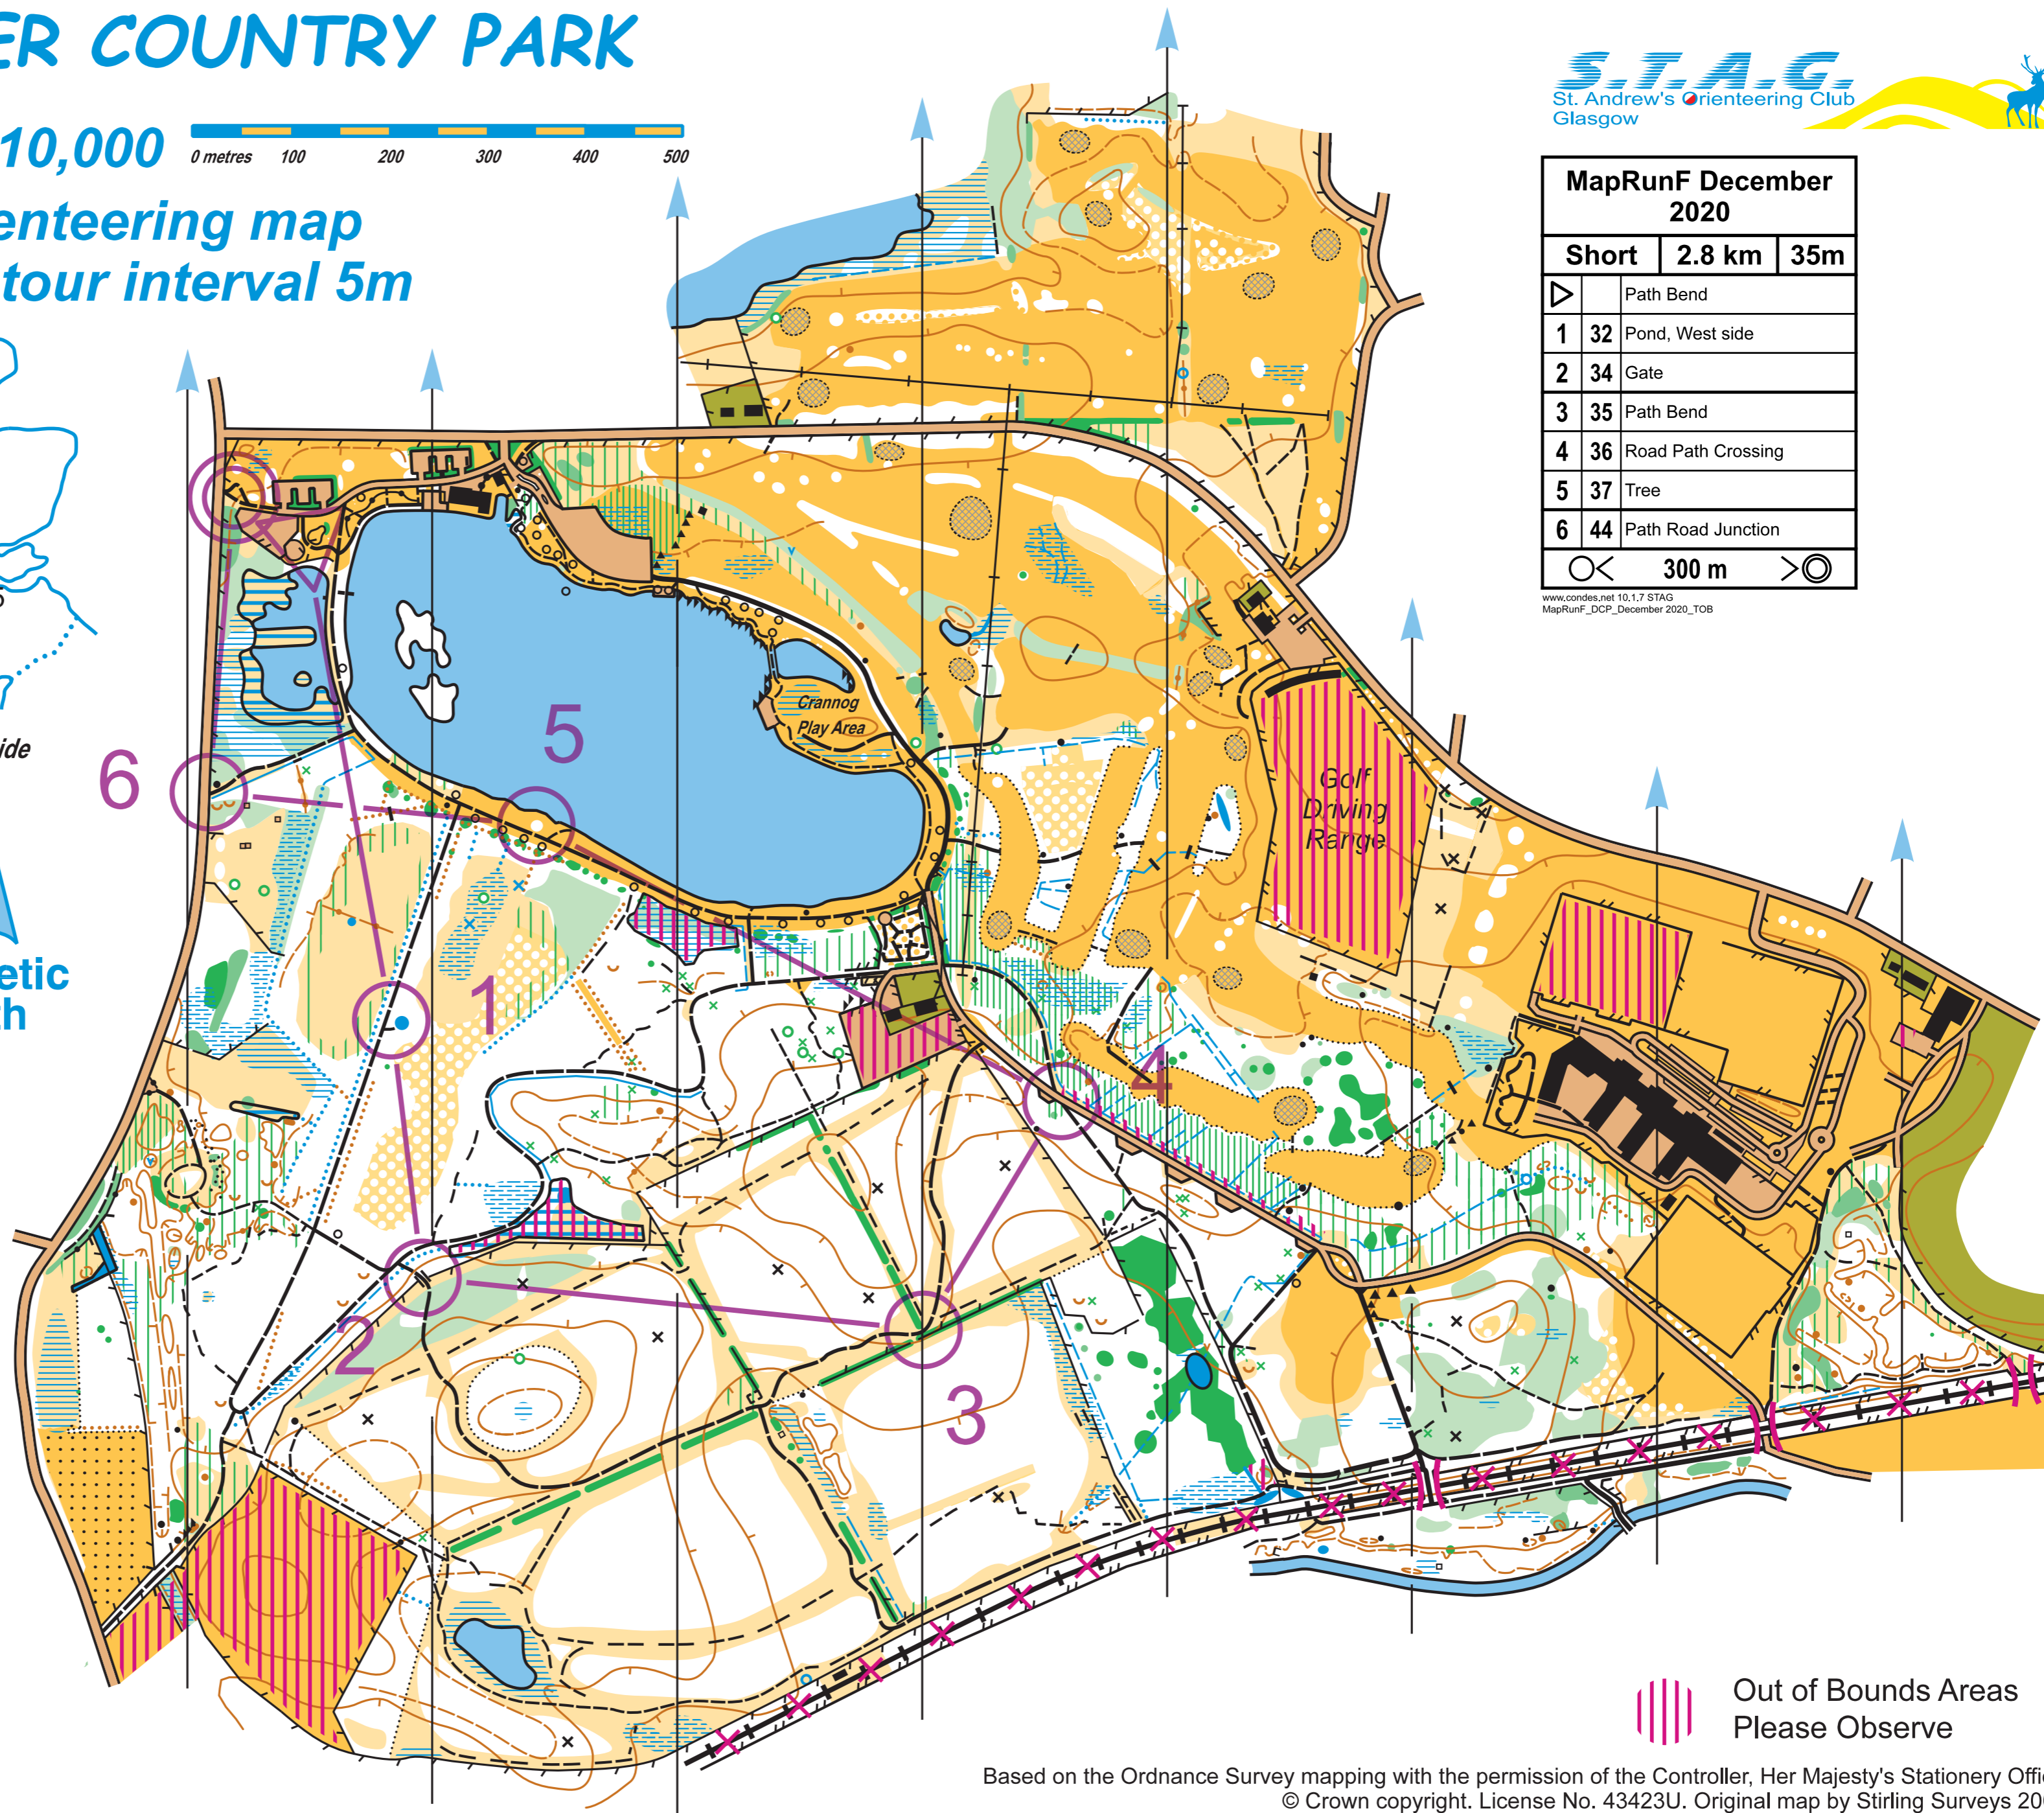 ER COUNTRY PARK
10,000
0 metres 100 200 300 400 500
enteering map
tour interval 5m
S.T.A.G.
St. Andrew's Orienteering Club
Glasgow
MapRunF December
2020
Short 2.8 km 35m
Path Bend
1 32 Pond, West side
2 34 Gate
3 35 Path Bend
4 36 Road Path Crossing
5 37 Tree
6 44 Path Road Junction
300 m
www.condes.net 10.1.7 STAG
MapRunF_DCP_December 2020_TOB
ide
etic
th
Crannog
Play Area
Golf
Driving
Range
5
6
1
4
2
3
Out of Bounds Areas
Please Observe
Based on the Ordnance Survey mapping with the permission of the Controller, Her Majesty's Stationery Offi
© Crown copyright. License No. 43423U. Original map by Stirling Surveys 20